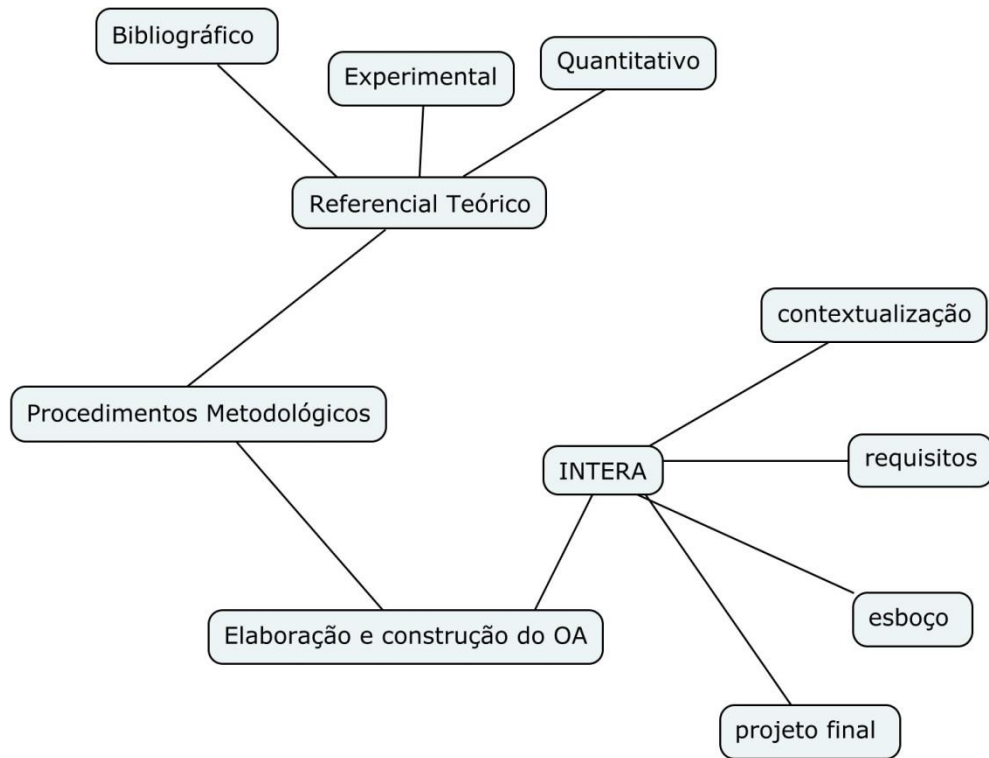 Bibliográfico
Experimental
Quantitativo
Referencial Teórico
contextualização
Procedimentos Metodológicos
INTERA
requisitos
esboço
Elaboração e construção do OA
projeto final